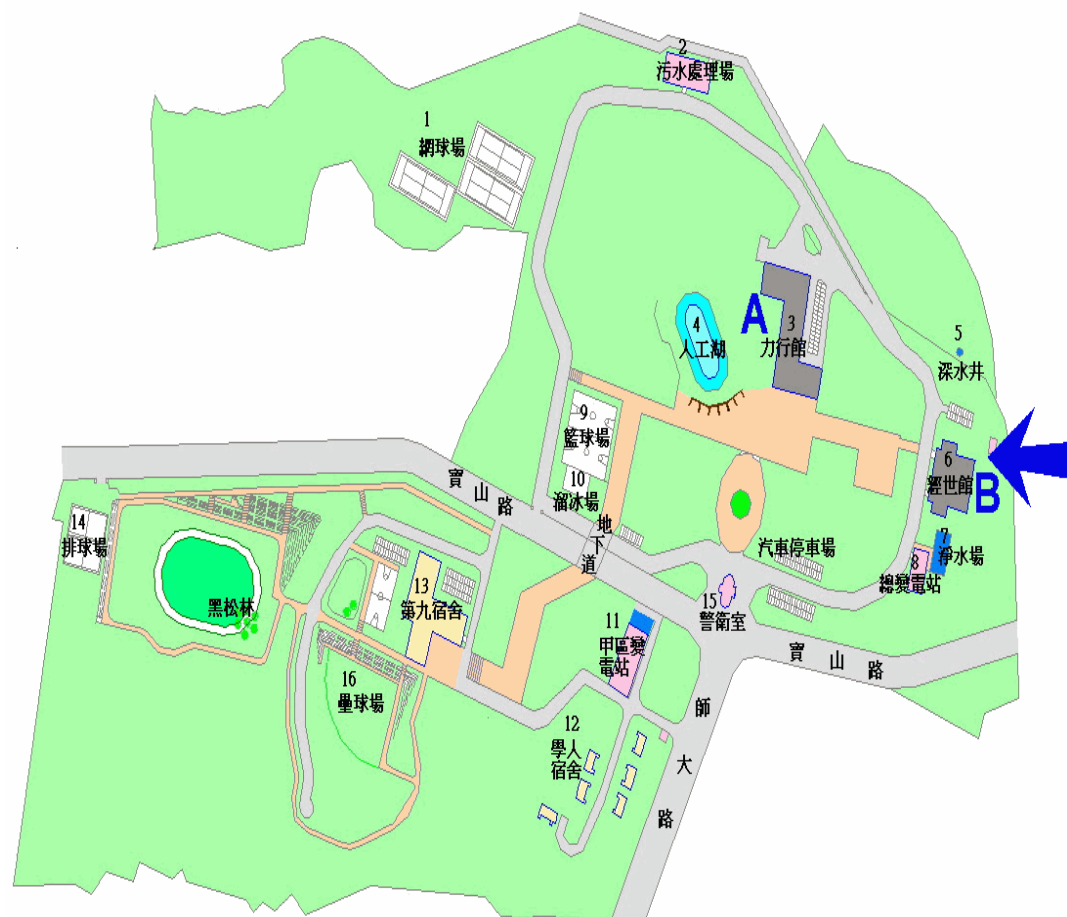 2
污水處理場
1
網球場
A
3
力行館
4
人工湖
5
深水井
9
籃球場
6
經世館
B
10
溜冰場
寶山路
地下道
汽車停車場
7
淨水場
8
總變電站
14
排球場
13
第九宿舍
黑松林
15
警衛室
11
甲區變
電站
寶山路
16
壘球場
12
學人
宿舍
師大路